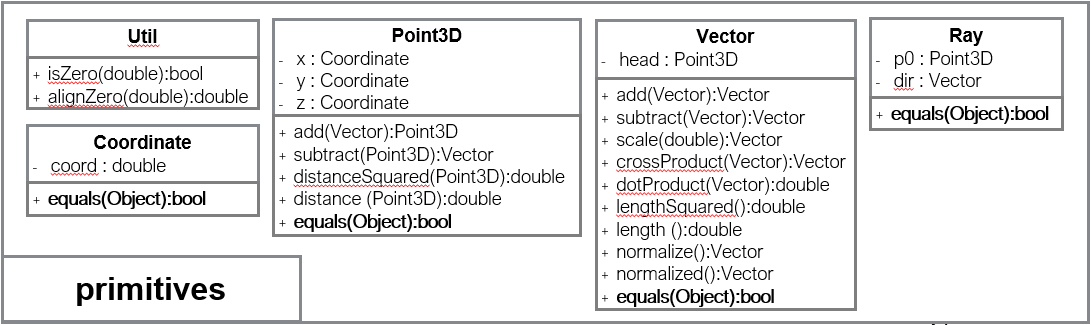 Util
+ isZero(double):bool
+ alignZero(double):double
Coordinate
- coord : double
+ equals(Object):bool
Point3D
- x : Coordinate
- y : Coordinate
- z : Coordinate
+ add(Vector):Point3D
+ subtract(Point3D):Vector
+ distanceSquared(Point3D):double
+ distance (Point3D):double
+ equals(Object):bool
Vector
- head : Point3D
+ add(Vector):Vector
+ subtract(Vector):Vector
+ scale(double):Vector
+ crossProduct(Vector):Vector
+ dotProduct(Vector):double
+ lengthSquared():double
+ length ():double
+ normalize():Vector
+ normalized():Vector
+ equals(Object):bool
Ray
- p0 : Point3D
- dir : Vector
+ equals(Object):bool
primitives